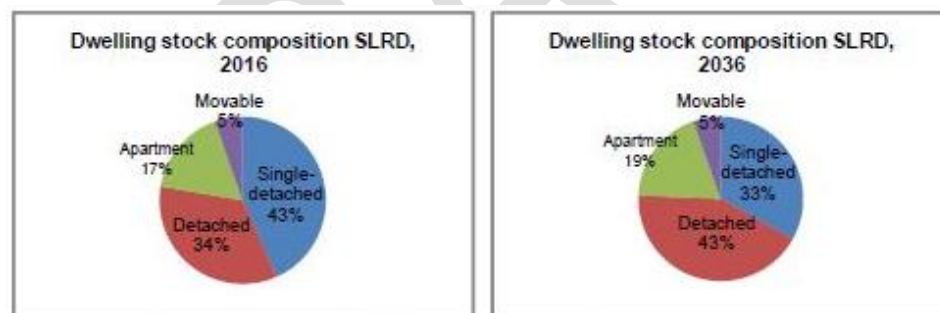 Dwelling stock composition SLRD,
2016
Movable
5%
Apartment
17%
Single-
detached
43%
Detached
34%
Dwelling stock composition SLRD,
2036
Movable
5%
Apartment
19%
Single-
detached
33%
Detached
43%